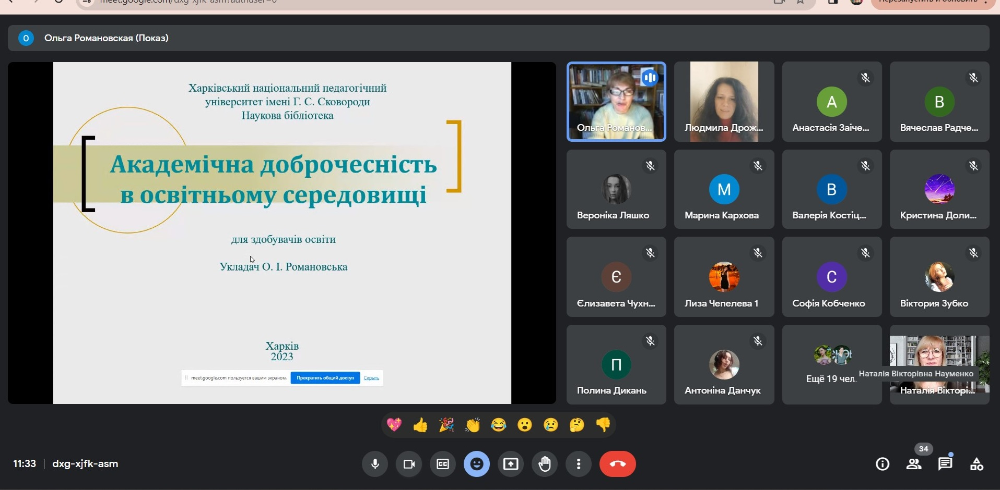 meet.google.com/dxg-xjfk-asm?authuser=0
Перезапустить и обновить
О
Ольга Романовская (Показ)
Харківський національний педагогічний
університет імені Г. С. Сковороди
Наукова бібліотека
Академічна доброчесність
в освітньому середовищі
для здобувачів освіти
Укладач О. І. Романовська
Харків
2023
meet.google.com пользуется вашим экраном.
Прекратить общий доступ
Скрыть
Ольга Романов...
Людмила Дрож...
А
Анастасія Заіче...
В
Вячеслав Радче...
Вероніка Ляшко
М
Марина Кархова
В
Валерія Костіц...
Кристина Доли...
Є
Єлизавета Чухн...
Лиза Чепелева 1
С
Софія Кобченко
Віктория Зубко
П
Полина Дикань
Антоніна Данчук
Ещё 19 чел.
Наталія Вікторівна Науменко
Наталія Вікторі...
11:33
dxg-xjfk-asm
CC
34